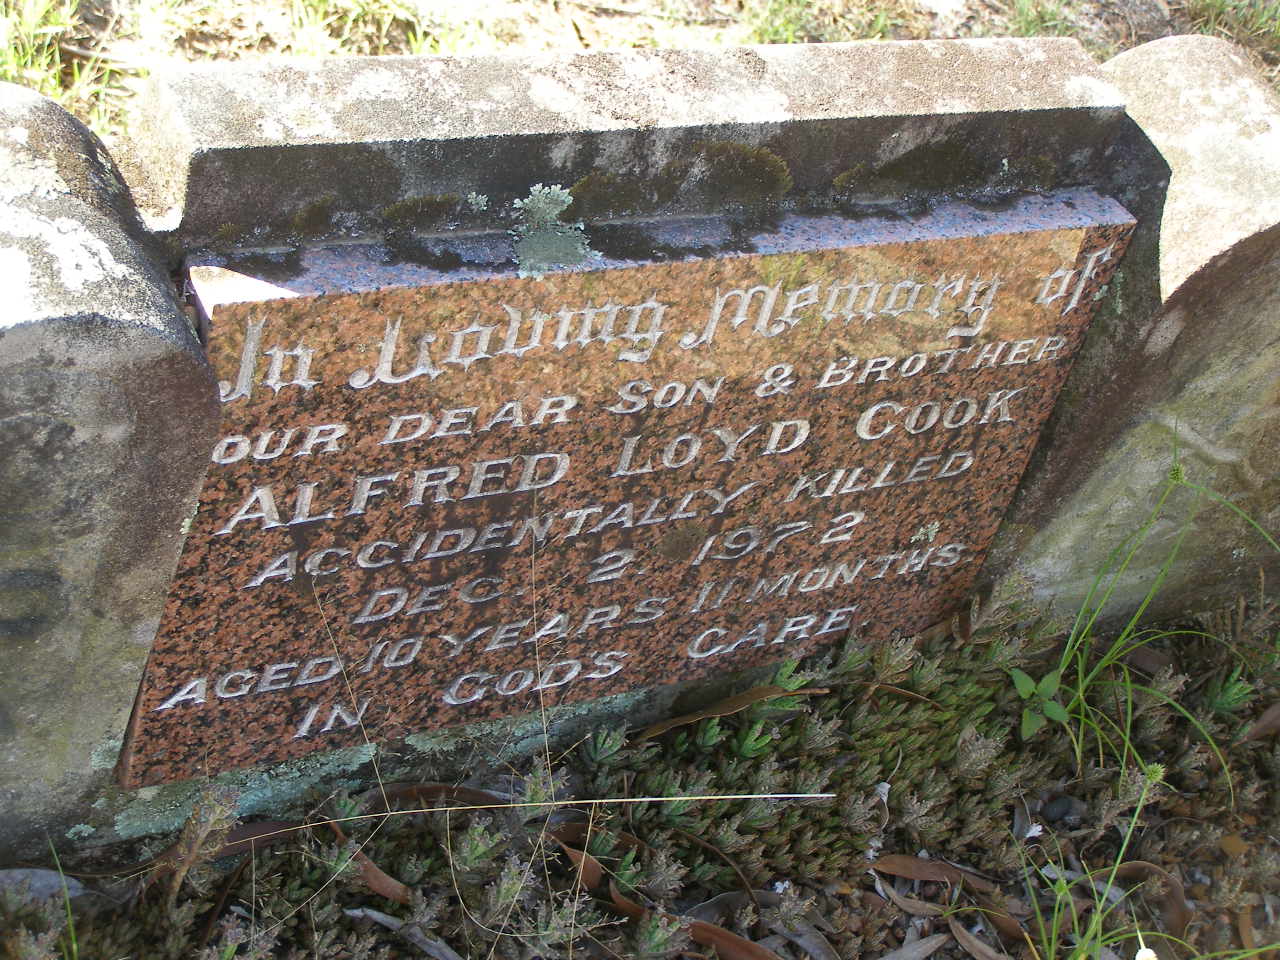 In Loving Memory of
OUR DEAR SON & BROTHER
ALFRED LOYD COOK
ACCIDENTALLY KILLED
DEC. 2. 1972
AGED 10 YEARS 11 MONTHS
IN GODS CARE.